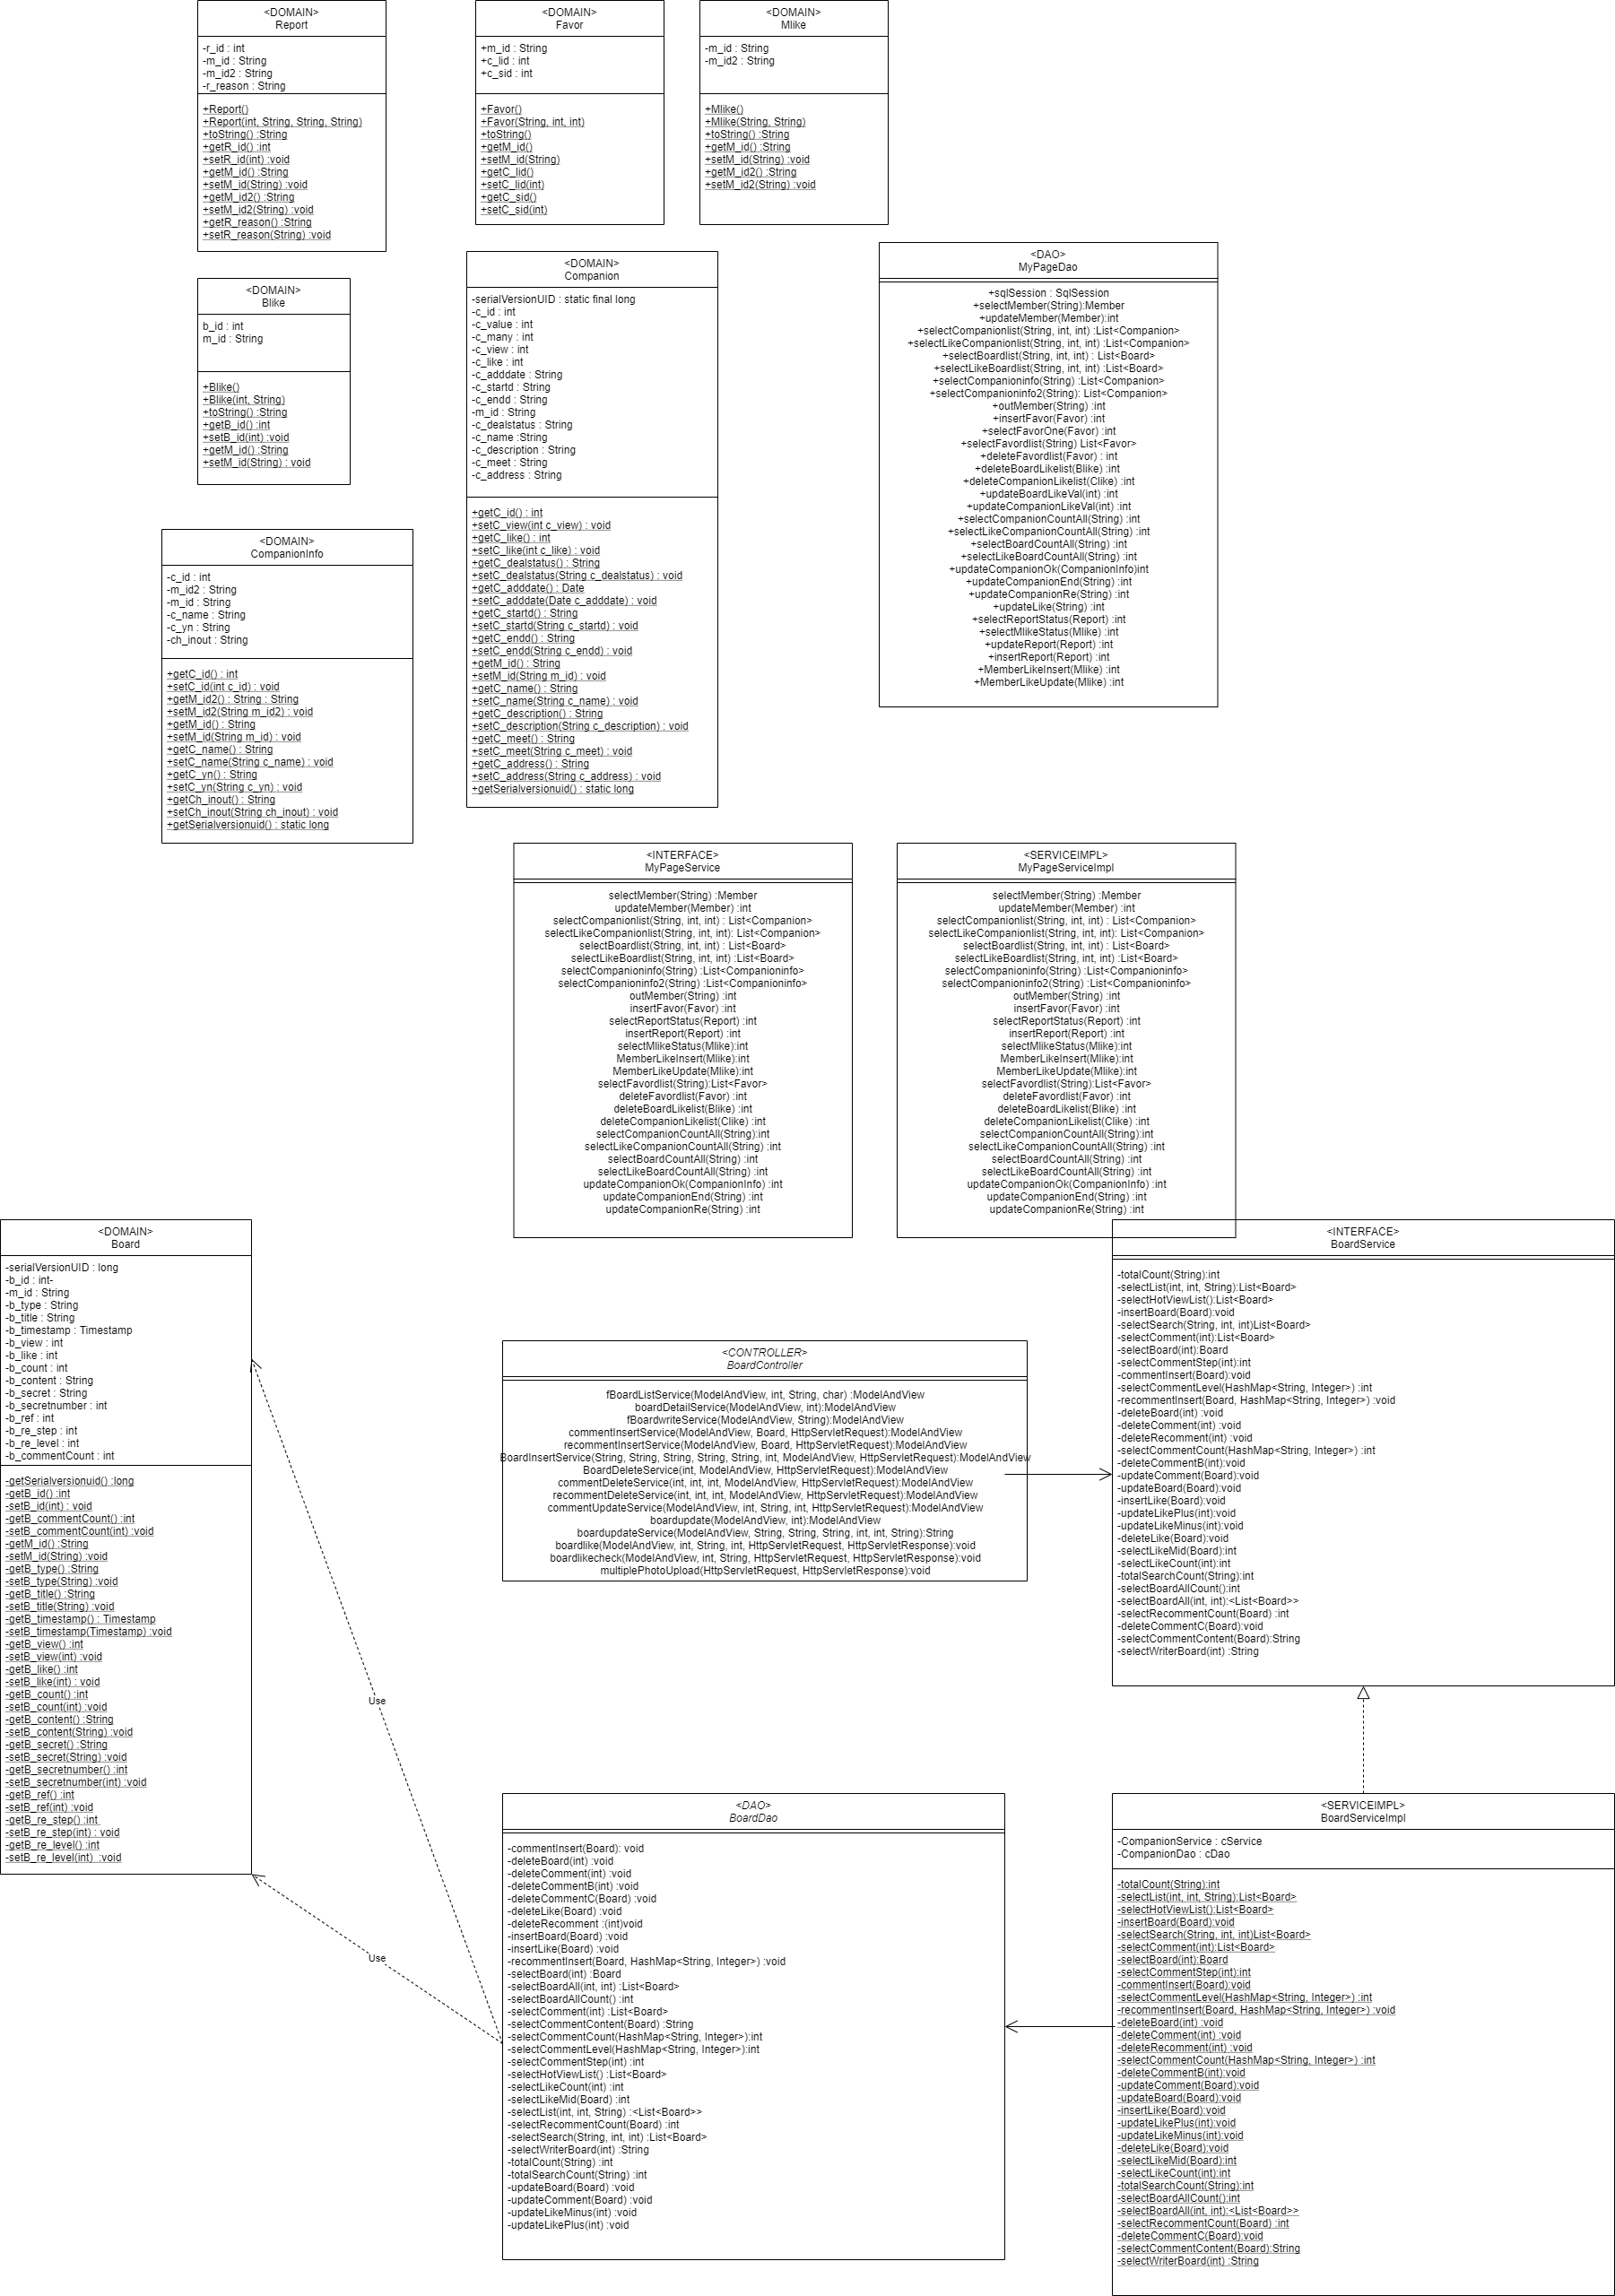 <DOMAIN>
Report
-r_id : int
-m_id : String
-m_id2 : String
-r_reason : String
+Report()
+Report(int, String, String, String)
+toString() :String
+getR_id() :int
+setR_id(int) :void
+getM_id() :String
+setM_id(String) :void
+getM_id2() :String
+setM_id2(String) :void
+getR_reason() :String
+setR_reason(String) :void
<DOMAIN>
Favor
+m_id : String
+c_lid : int
+c_sid : int
+Favor()
+Favor(String, int, int)
+toString()
+getM_id()
+setM_id(String)
+getC_lid()
+setC_lid(int)
+getC_sid()
+setC_sid(int)
<DOMAIN>
Mlike
-m_id : String
-m_id2 : String
+Mlike()
+Mlike(String, String)
+toString() :String
+getM_id() :String
+setM_id(String) :void
+getM_id2() :String
+setM_id2(String) :void
<DOMAIN>
Blike
b_id : int
m_id : String
+Blike()
+Blike(int, String)
+toString() :String
+getB_id() :int
+setB_id(int) :void
+getM_id() :String
+setM_id(String) : void
<DOMAIN>
Companion
-serialVersionUID : static final long
-c_id : int
-c_value : int
-c_many : int
-c_view : int
-c_like : int
-c_adddate : String
-c_startd : String
-c_endd : String
-m_id : String
-c_dealstatus : String
-c_name :String
-c_description : String
-c_meet : String
-c_address : String
+getC_id() : int
+setC_view(int c_view) : void
+getC_like() : int
+setC_like(int c_like) : void
+getC_dealstatus() : String
+setC_dealstatus(String c_dealstatus) : void
+getC_adddate() : Date
+setC_adddate(Date c_adddate) : void
+getC_startd() : String
+setC_startd(String c_startd) : void
+getC_endd() : String
+setC_endd(String c_endd) : void
+getM_id() : String
+setM_id(String m_id) : void
+getC_name() : String
+setC_name(String c_name) : void
+getC_description() : String
+setC_description(String c_description) : void
+getC_meet() : String
+setC_meet(String c_meet) : void
+getC_address() : String
+setC_address(String c_address) : void
+getSerialversionuid() : static long
<DAO>
MyPageDao
+sqlSession : SqlSession
+selectMember(String):Member
+updateMember(Member):int
+selectCompanionlist(String, int, int) :List<Companion>
+selectLikeCompanionlist(String, int, int) :List<Companion>
+selectBoardlist(String, int, int) : List<Board>
+selectLikeBoardlist(String, int, int) : List<Board>
+selectCompanioninfo(String) :List<Companion>
+selectCompanioninfo2(String): List<Companion>
+outMember(String) :int
+insertFavor(Favor) :int
+selectFavorOne(Favor) :int
+selectFavordlist(String) List<Favor>
+deleteFavordlist(Favor) : int
+deleteBoardLikelist(Blike) :int
+deleteCompanionLikelist(Clike) :int
+updateBoardLikeVal(int) :int
+updateCompanionLikeVal(int) :int
+selectCompanionCountAll(String) :int
+selectLikeCompanionCountAll(String) :int
+selectBoardCountAll(String) :int
+selectLikeBoardCountAll(String) :int
+updateCompanionOk(CompanionInfo)int
+updateCompanionEnd(String) :int
+updateCompanionRe(String) :int
+updateLike(String) :int
+selectReportStatus(Report) :int
+selectMlikeStatus(Mlike) :int
+updateReport(Report) :int
+insertReport(Report) :int
+MemberLikeInsert(Mlike) :int
+MemberLikeUpdate(Mlike) :int
<DOMAIN>
CompanionInfo
-c_id : int
-m_id2 : String
-m_id : String
-c_name : String
-c_yn : String
-ch_inout : String
+getC_id() : int
+setC_id(int c_id) : void
+getM_id2() : String : String
+setM_id2(String m_id2) : void
+getM_id() : String
+setM_id(String m_id) : void
+getC_name() : String
+setC_name(String c_name) : void
+getC_yn() : String
+setC_yn(String c_yn) : void
+getCh_inout() : String
+setCh_inout(String ch_inout) : void
+getSerialversionuid() : static long
<INTERFACE>
MyPageService
selectMember(String) :Member
updateMember(Member) :int
selectCompanionlist(String, int, int) : List<Companion>
selectLikeCompanionlist(String, int, int): List<Companion>
selectBoardlist(String, int, int) : List<Board>
selectLikeBoardlist(String, int, int) :List<Board>
selectCompanioninfo(String) :List<Companioninfo>
selectCompanioninfo2(String) :List<Companioninfo>
outMember(String) :int
insertFavor(Favor) :int
selectReportStatus(Report) :int
insertReport(Report) :int
selectMlikeStatus(Mlike):int
MemberLikeInsert(Mlike):int
MemberLikeUpdate(Mlike):int
selectFavordlist(String):List<Favor>
deleteFavordlist(Favor) :int
deleteBoardLikelist(Blike) :int
deleteCompanionLikelist(Clike) :int
selectCompanionCountAll(String):int
selectLikeCompanionCountAll(String) :int
selectBoardCountAll(String) :int
selectLikeBoardCountAll(String) :int
updateCompanionOk(CompanionInfo) :int
updateCompanionEnd(String) :int
updateCompanionRe(String) :int
<SERVICEIMPL>
MyPageServiceImpl
selectMember(String) :Member
updateMember(Member) :int
selectCompanionlist(String, int, int) : List<Companion>
selectLikeCompanionlist(String, int, int): List<Companion>
selectBoardlist(String, int, int) : List<Board>
selectLikeBoardlist(String, int, int) :List<Board>
selectCompanioninfo(String) :List<Companioninfo>
selectCompanioninfo2(String) :List<Companioninfo>
outMember(String) :int
insertFavor(Favor) :int
selectReportStatus(Report) :int
insertReport(Report) :int
selectMlikeStatus(Mlike):int
MemberLikeInsert(Mlike):int
MemberLikeUpdate(Mlike):int
selectFavordlist(String):List<Favor>
deleteFavordlist(Favor) :int
deleteBoardLikelist(Blike) :int
deleteCompanionLikelist(Clike) :int
selectCompanionCountAll(String):int
selectLikeCompanionCountAll(String) :int
selectBoardCountAll(String) :int
selectLikeBoardCountAll(String) :int
updateCompanionOk(CompanionInfo) :int
updateCompanionEnd(String) :int
updateCompanionRe(String) :int
<DOMAIN>
Board
-serialVersionUID : long
-b_id : int-
-m_id : String
-b_type : String
-b_title : String
-b_timestamp : Timestamp
-b_view : int
-b_like : int
-b_count : int
-b_content : String
-b_secret : String
-b_secretnumber : int
-b_ref : int
-b_re_step : int
-b_re_level : int
-b_commentCount : int
-getSerialversionuid() :long
-getB_id() :int
-setB_id(int) : void
-getB_commentCount() :int
-setB_commentCount(int) :void
-getM_id() :String
-setM_id(String) :void
-getB_type() :String
-setB_type(String) :void
-getB_title() :String
-setB_title(String) :void
-getB_timestamp() : Timestamp
-setB_timestamp(Timestamp) :void
-getB_view() :int
-setB_view(int) :void
-getB_like() :int
-setB_like(int) : void
-getB_count() :int
-setB_count(int) :void
-getB_content() :String
-setB_content(String) :void
-getB_secret() :String
-setB_secret(String) :void
-getB_secretnumber() :int
-setB_secretnumber(int) :void
-getB_ref() :int
-setB_ref(int) :void
-getB_re_step() :int
-setB_re_step(int) : void
-getB_re_level() :int
-setB_re_level(int) :void
<CONTROLLER>
BoardController
fBoardListService(ModelAndView, int, String, char) :ModelAndView
boardDetailService(ModelAndView, int):ModelAndView
fBoardwriteService(ModelAndView, String):ModelAndView
commentInsertService(ModelAndView, Board, HttpServletRequest):ModelAndView
recommentInsertService(ModelAndView, Board, HttpServletRequest):ModelAndView
BoardInsertService(String, String, String, String, String, int, ModelAndView, HttpServletRequest):ModelAndView
BoardDeleteService(int, ModelAndView, HttpServletRequest):ModelAndView
commentDeleteService(int, int, int, ModelAndView, HttpServletRequest):ModelAndView
recommentDeleteService(int, int, int, ModelAndView, HttpServletRequest):ModelAndView
commentUpdateService(ModelAndView, int, String, int, HttpServletRequest):ModelAndView
boardupdate(ModelAndView, int):ModelAndView
boardupdateService(ModelAndView, String, String, String, int, int, String):String
boardlike(ModelAndView, int, String, int, HttpServletRequest, HttpServletResponse):void
boardlikecheck(ModelAndView, int, String, HttpServletRequest, HttpServletResponse):void
multiplePhotoUpload(HttpServletRequest, HttpServletResponse):void
<INTERFACE>
BoardService
-totalCount(String):int
-selectList(int, int, String):List<Board>
-selectHotViewList():List<Board>
-insertBoard(Board):void
-selectSearch(String, int, int)List<Board>
-selectComment(int):List<Board>
-selectBoard(int):Board
-selectCommentStep(int):int
-commentInsert(Board):void
-selectCommentLevel(HashMap<String, Integer>) :int
-recommentInsert(Board, HashMap<String, Integer>) :void
-deleteBoard(int) :void
-deleteComment(int) :void
-deleteRecomment(int) :void
-selectCommentCount(HashMap<String, Integer>) :int
-deleteCommentB(int):void
-updateComment(Board):void
-updateBoard(Board):void
-insertLike(Board):void
-updateLikePlus(int):void
-updateLikeMinus(int):void
-deleteLike(Board):void
-selectLikeMid(Board):int
-selectLikeCount(int):int
-totalSearchCount(String):int
-selectBoardAllCount():int
-selectBoardAll(int, int):<List<Board>>
-selectRecommentCount(Board) :int
-deleteCommentC(Board):void
-selectCommentContent(Board):String
-selectWriterBoard(int) :String
Use
Use
<DAO>
BoardDao
-commentInsert(Board): void
-deleteBoard(int) :void
-deleteComment(int) :void
-deleteCommentB(int) :void
-deleteCommentC(Board) :void
-deleteLike(Board) :void
-deleteRecomment :(int)void
-insertBoard(Board) :void
-insertLike(Board) :void
-recommentInsert(Board, HashMap<String, Integer>) :void
-selectBoard(int) :Board
-selectBoardAll(int, int) :List<Board>
-selectBoardAllCount() :int
-selectComment(int) :List<Board>
-selectCommentContent(Board) :String
-selectCommentCount(HashMap<String, Integer>):int
-selectCommentLevel(HashMap<String, Integer>):int
-selectCommentStep(int) :int
-selectHotViewList() :List<Board>
-selectLikeCount(int) :int
-selectLikeMid(Board) :int
-selectList(int, int, String) :<List<Board>>
-selectRecommentCount(Board) :int
-selectSearch(String, int, int) :List<Board>
-selectWriterBoard(int) :String
-totalCount(String) :int
-totalSearchCount(String) :int
-updateBoard(Board) :void
-updateComment(Board) :void
-updateLikeMinus(int) :void
-updateLikePlus(int) :void
<SERVICEIMPL>
BoardServiceImpl
-CompanionService : cService
-CompanionDao : cDao
-totalCount(String):int
-selectList(int, int, String):List<Board>
-selectHotViewList():List<Board>
-insertBoard(Board):void
-selectSearch(String, int, int)List<Board>
-selectComment(int):List<Board>
-selectBoard(int):Board
-selectCommentStep(int):int
-commentInsert(Board):void
-selectCommentLevel(HashMap<String, Integer>) :int
-recommentInsert(Board, HashMap<String, Integer>) :void
-deleteBoard(int) :void
-deleteComment(int) :void
-deleteRecomment(int) :void
-selectCommentCount(HashMap<String, Integer>) :int
-deleteCommentB(int):void
-updateComment(Board):void
-updateBoard(Board):void
-insertLike(Board):void
-updateLikePlus(int):void
-updateLikeMinus(int):void
-deleteLike(Board):void
-selectLikeMid(Board):int
-selectLikeCount(int):int
-totalSearchCount(String):int
-selectBoardAllCount():int
-selectBoardAll(int, int):<List<Board>>
-selectRecommentCount(Board) :int
-deleteCommentC(Board):void
-selectCommentContent(Board):String
-selectWriterBoard(int) :String